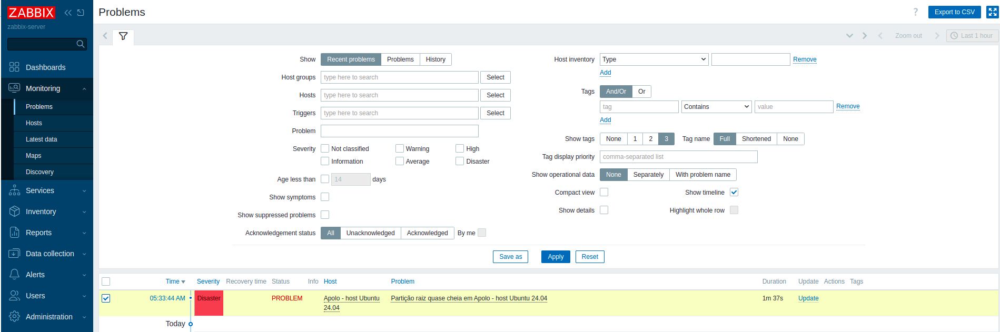 ZABBIX
zabbix-server
Dashboards
Monitoring
Problems
Hosts
Latest data
Maps
Discovery
Services
Inventory
Reports
Data collection
Alerts
Users
Administration
Problems
? Export to CSV
Zoom out Last 1 hour
Show Recent problems Problems History
Host groups type here to search Select
Hosts type here to search Select
Triggers type here to search Select
Problem
Severity Not classified Warning High
Information Average Disaster
Age less than 14 days
Show symptoms
Show suppressed problems
Acknowledgement status All Unacknowledged Acknowledged By me
Host inventory Type Remove
Add
Tags And/Or Or
tag Contains value Remove
Add
Show tags None 1 2 3 Tag name Full Shortened None
Tag display priority comma-separated list
Show operational data None Separately With problem name
Compact view Show timeline
Show details Highlight whole row
Save as Apply Reset
Time Severity Recovery time Status Info Host Problem Duration Update Actions Tags
05:33:44 AM Disaster PROBLEM Apolo - host Ubuntu Partição raiz quase cheia em Apolo - host Ubuntu 24.04 1m 37s Update
24.04
Today